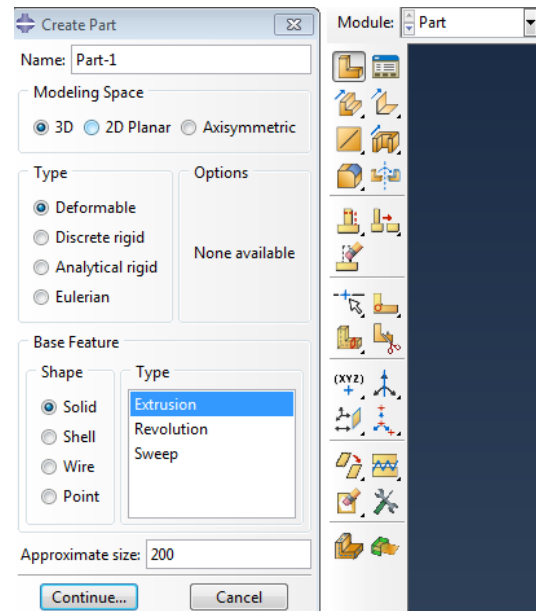 Create Part
Module: Part
Name: Part-1
Modeling Space
3D 2D Planar Axisymmetric
Type
Deformable
Discrete rigid
Analytical rigid
Eulerian
Options
None available
Base Feature
Shape
Solid
Shell
Wire
Point
Type
Extrusion
Revolution
Sweep
Approximate size: 200
Continue... Cancel
(XYZ)